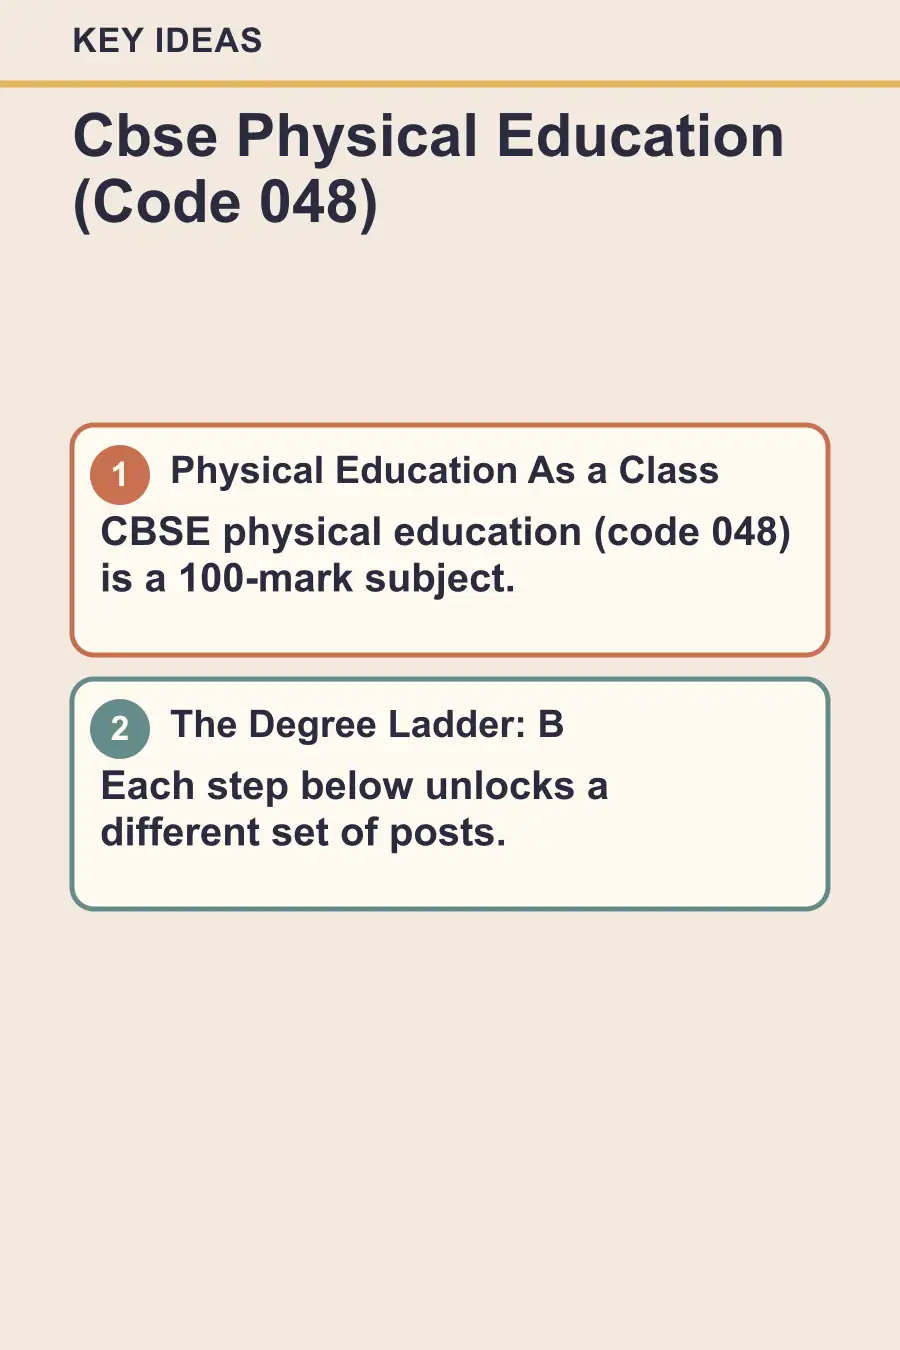 KEY IDEAS
Cbse Physical Education
(Code 048)
1
Physical Education As a Class
CBSE physical education (code 048)
is a 100-mark subject.
2
The Degree Ladder: B
Each step below unlocks a
different set of posts.